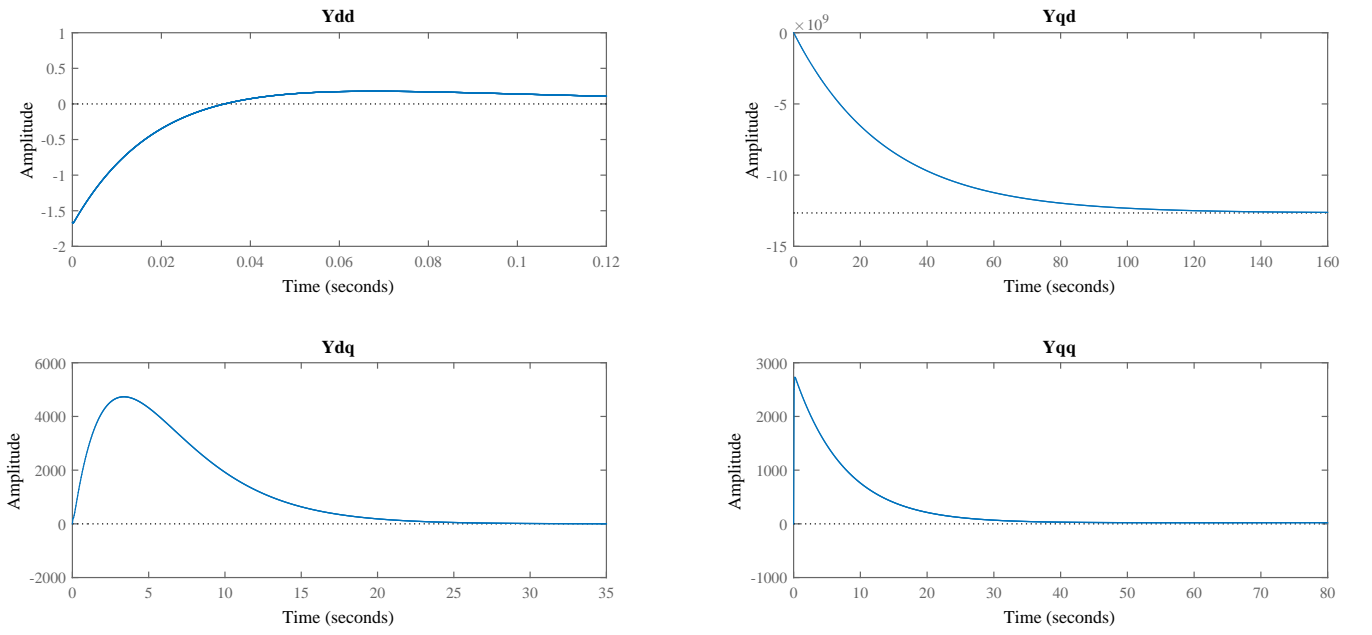 Ydd
1
0.5
0
-0.5
-1
-1.5
-2
Amplitude
0 0.02 0.04 0.06 0.08 0.1 0.12
Time (seconds)
Yqd
×10^9
0
-5
-10
-15
Amplitude
0 20 40 60 80 100 120 140 160
Time (seconds)
Ydq
6000
4000
2000
0
-2000
Amplitude
0 5 10 15 20 25 30 35
Time (seconds)
Yqq
3000
2000
1000
0
-1000
Amplitude
0 10 20 30 40 50 60 70 80
Time (seconds)